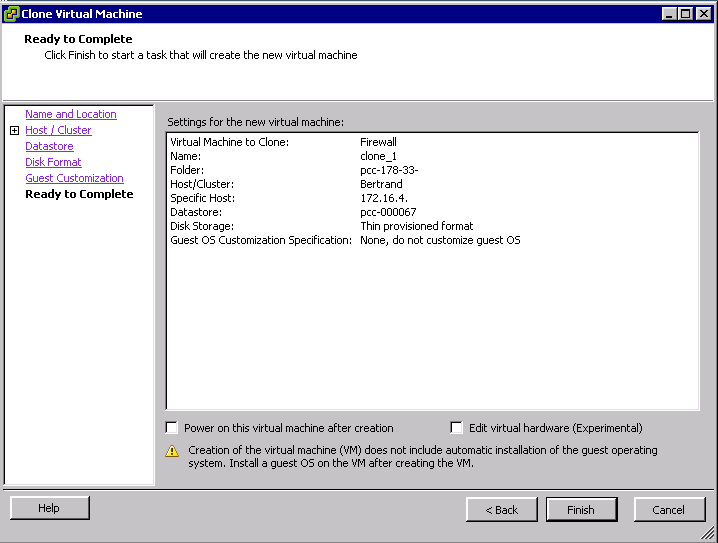 Clone Virtual Machine
Ready to Complete
Click Finish to start a task that will create the new virtual machine
Name and Location
Host / Cluster
Datastore
Disk Format
Guest Customization
Ready to Complete
Settings for the new virtual machine:
Virtual Machine to Clone: Firewall
Name: clone_1
Folder: pcc-178-33-
Host/Cluster: Bertrand
Specific Host: 172.16.4.
Datastore: pcc-000067
Disk Storage: Thin provisioned format
Guest OS Customization Specification: None, do not customize guest OS
Power on this virtual machine after creation
Edit virtual hardware (Experimental)
Creation of the virtual machine (VM) does not include automatic installation of the guest operating
system. Install a guest OS on the VM after creating the VM.
Help
< Back
Finish
Cancel